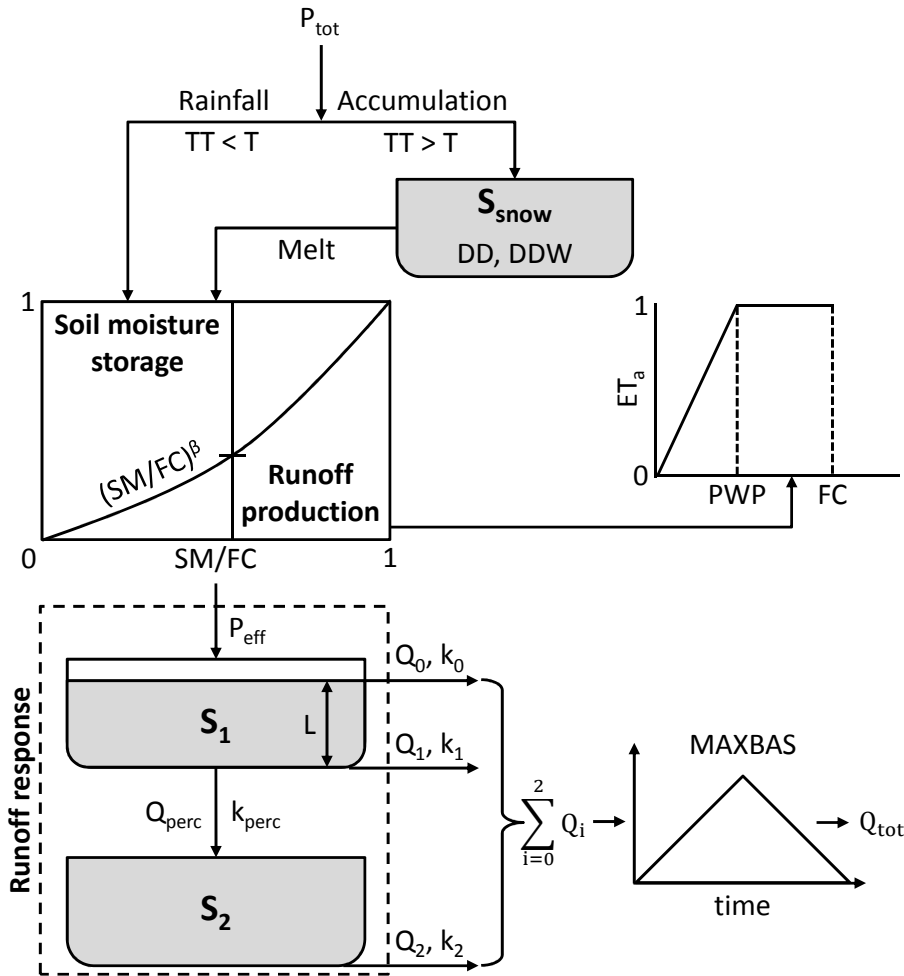 P_tot
Rainfall
Accumulation
TT < T
TT > T
S_snow
DD, DDW
Melt
1
Soil moisture
storage
(SM/FC)^β
Runoff
production
0
SM/FC
1
1
ET_a
0
PWP
FC
P_eff
Runoff response
Q_0, k_0
S_1
L
Q_1, k_1
Q_perc
k_perc
S_2
Q_2, k_2
2
∑ Q_i
i=0
MAXBAS
time
Q_tot